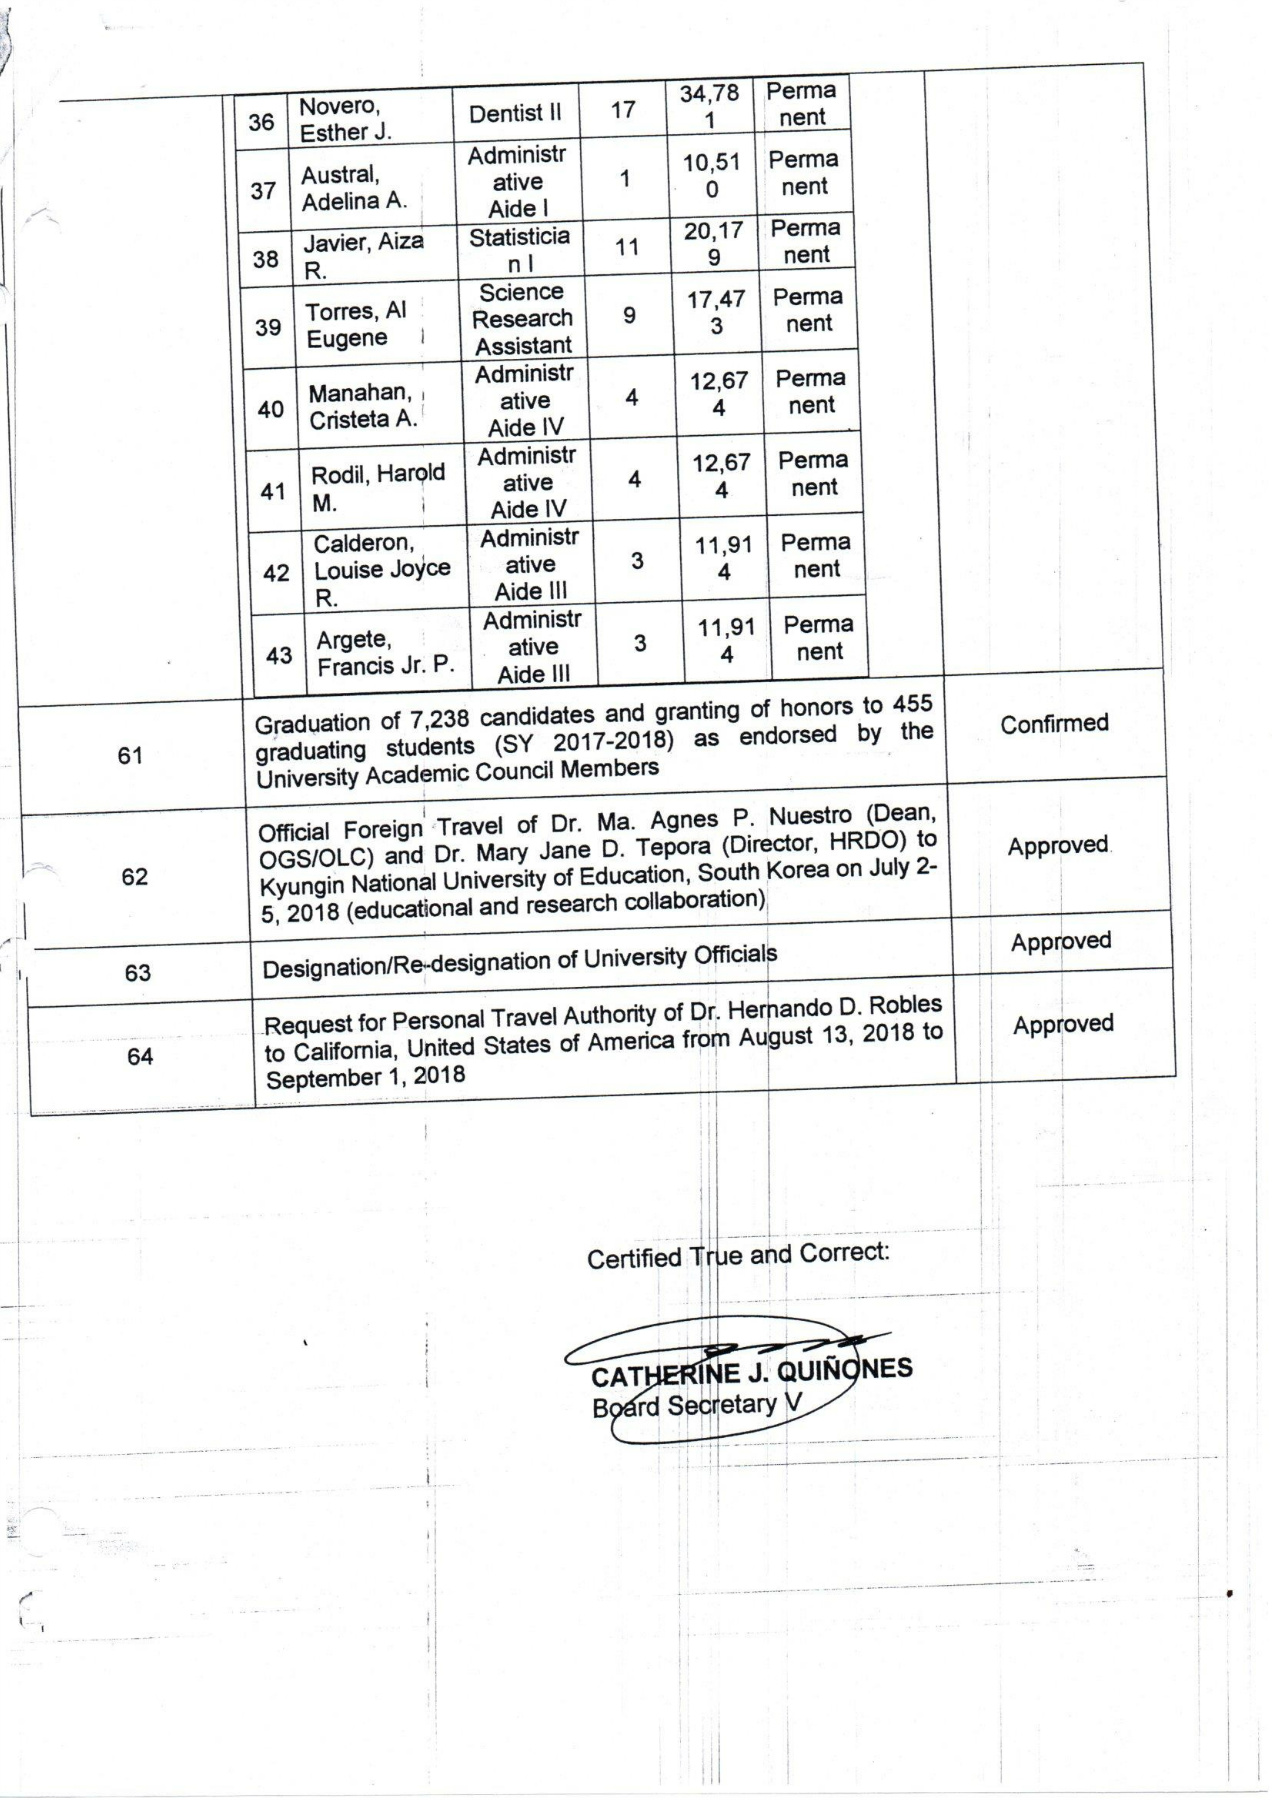 36 Novero, Esther J. Dentist II 17 34,781 Permanent
37 Austral, Adelina A. Administrative Aide I 1 10,510 Permanent
38 Javier, Aiza R. Statistician I 11 20,179 Permanent
39 Torres, Al Eugene Science Research Assistant 9 17,473 Permanent
40 Manahan, Cristeta A. Administrative Aide IV 4 12,674 Permanent
41 Rodil, Harold M. Administrative Aide IV 4 12,674 Permanent
42 Calderon, Louise Joyce R. Administrative Aide III 3 11,914 Permanent
43 Argete, Francis Jr. P. Administrative Aide III 3 11,914 Permanent
61
Graduation of 7,238 candidates and granting of honors to 455
graduating students (SY 2017-2018) as endorsed by the
University Academic Council Members
Confirmed
62
Official Foreign Travel of Dr. Ma. Agnes P. Nuestro (Dean,
OGS/OLC) and Dr. Mary Jane D. Tepora (Director, HRDO) to
Kyungin National University of Education, South Korea on July 2-
5, 2018 (educational and research collaboration)
Approved
63
Designation/Re-designation of University Officials
Approved
64
Request for Personal Travel Authority of Dr. Hernando D. Robles
to California, United States of America from August 13, 2018 to
September 1, 2018
Approved
Certified True and Correct:
CATHERINE J. QUIÑONES
Board Secretary V